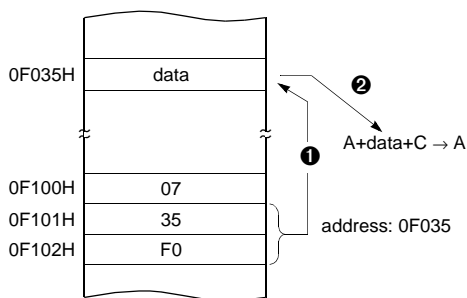 0F035H data
❷
A+data+C → A
❶
0F100H 07
0F101H 35
address: 0F035
0F102H F0